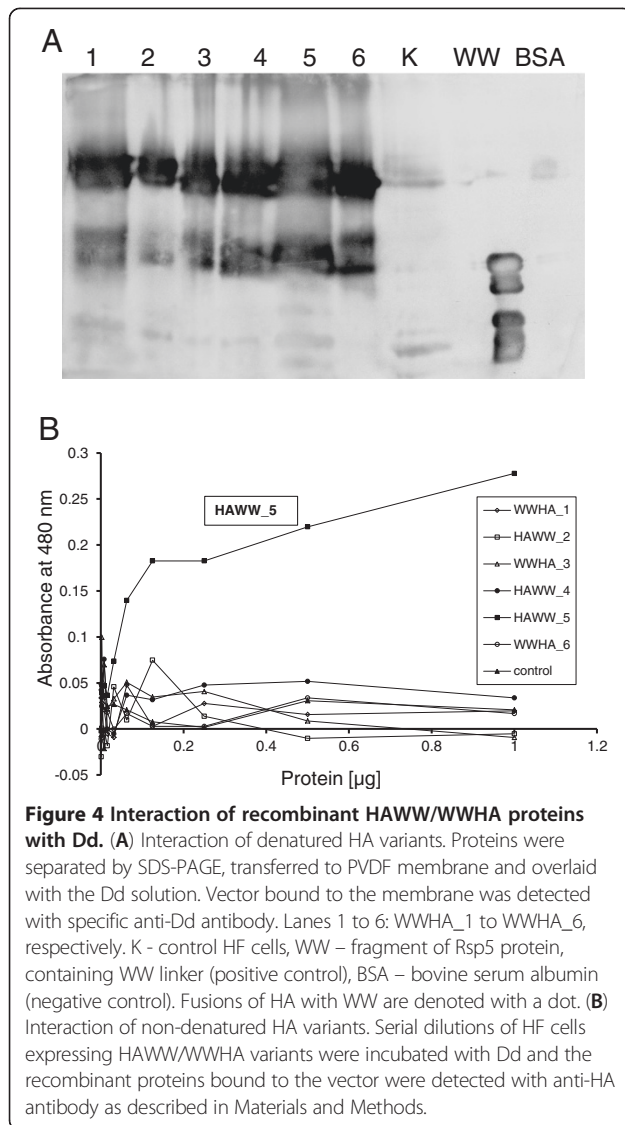 A
1 2 3 4 5 6 K WW BSA
B
0.3
0.25
0.2
0.15
0.1
0.05
0
-0.05
Absorbance at 480 nm
HAWW_5
WWHA_1
HAWW_2
WWHA_3
HAWW_4
HAWW_5
WWHA_6
control
0 0.2 0.4 0.6 0.8 1 1.2
Protein [µg]
Figure 4 Interaction of recombinant HAWW/WWHA proteins
with Dd. (A) Interaction of denatured HA variants. Proteins were
separated by SDS-PAGE, transferred to PVDF membrane and overlaid
with the Dd solution. Vector bound to the membrane was detected
with specific anti-Dd antibody. Lanes 1 to 6: WWHA_1 to WWHA_6,
respectively. K - control HF cells, WW – fragment of Rsp5 protein,
containing WW linker (positive control), BSA – bovine serum albumin
(negative control). Fusions of HA with WW are denoted with a dot. (B)
Interaction of non-denatured HA variants. Serial dilutions of HF cells
expressing HAWW/WWHA variants were incubated with Dd and the
recombinant proteins bound to the vector were detected with anti-HA
antibody as described in Materials and Methods.